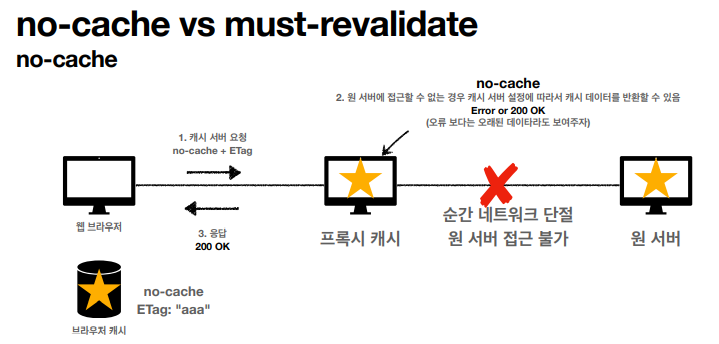 no-cache vs must-revalidate
no-cache
no-cache
2. 원 서버에 접근할 수 없는 경우 캐시 서버 설정에 따라서 캐시 데이터를 반환할 수 있음
Error or 200 OK
(오류 보다는 오래된 데이타라도 보여주자)
1. 캐시 서버 요청
no-cache + ETag
웹 브라우저
3. 응답
200 OK
프록시 캐시
순간 네트워크 단절
원 서버 접근 불가
원 서버
no-cache
ETag: "aaa"
브라우저 캐시